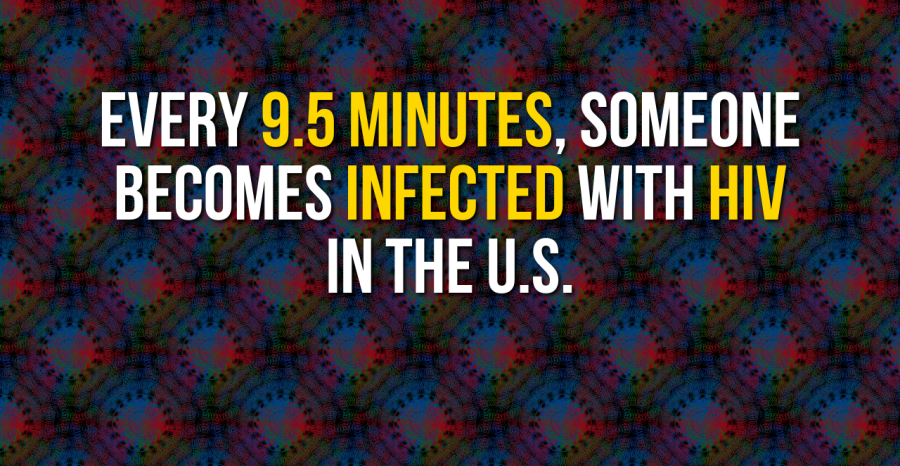 EVERY 9.5 MINUTES, SOMEONE
BECOMES INFECTED WITH HIV
IN THE U.S.